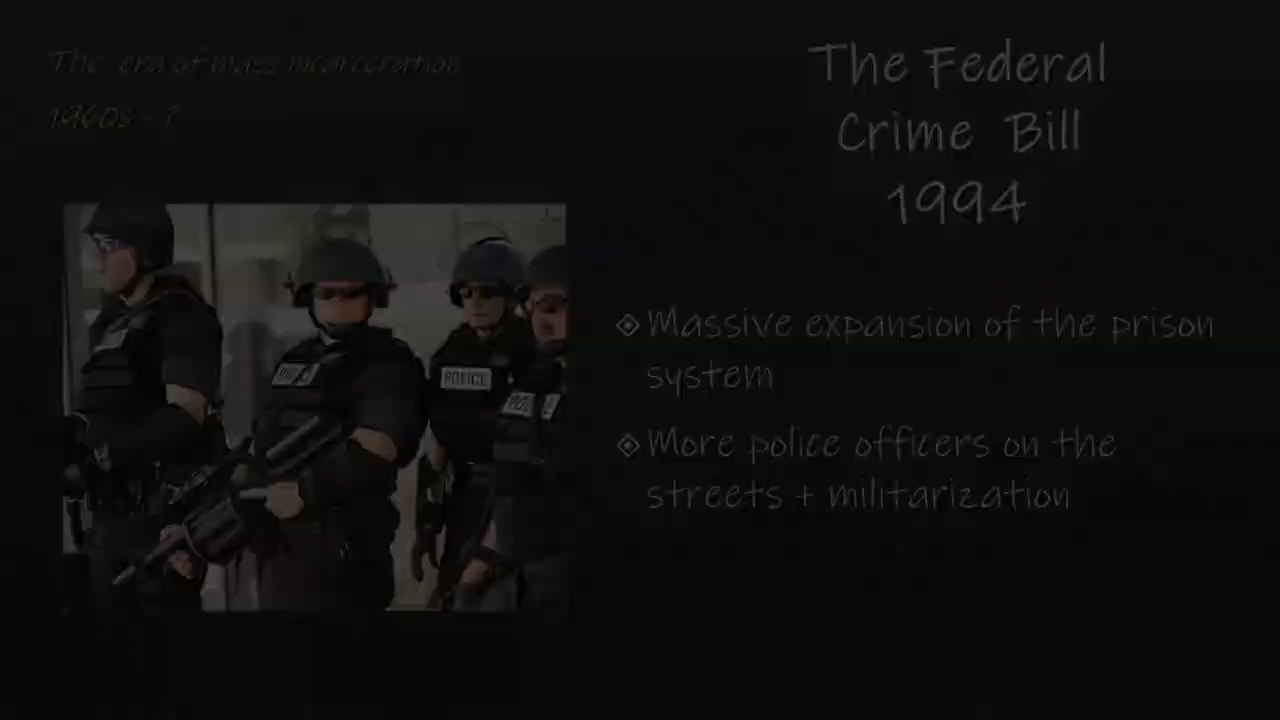 The era of mass incarceration
1960s - ?
The Federal
Crime Bill
1994
Massive expansion of the prison
system
More police officers on the
streets + militarization
POLICE